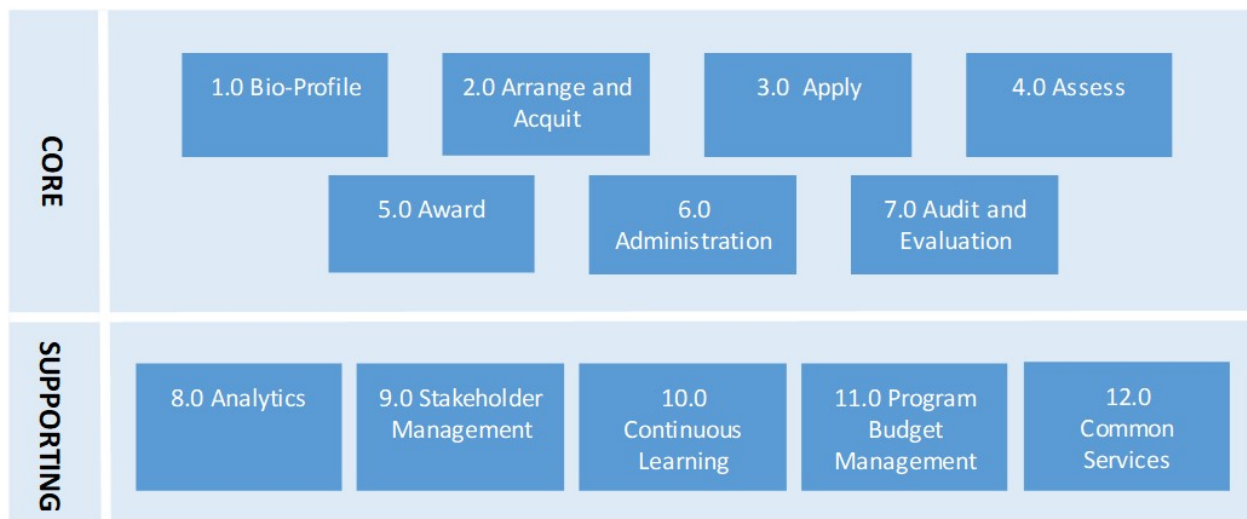 CORE
1.0 Bio-Profile
2.0 Arrange and
Acquit
3.0 Apply
4.0 Assess
5.0 Award
6.0
Administration
7.0 Audit and
Evaluation
SUPPORTING
8.0 Analytics
9.0 Stakeholder
Management
10.0
Continuous
Learning
11.0 Program
Budget
Management
12.0
Common
Services